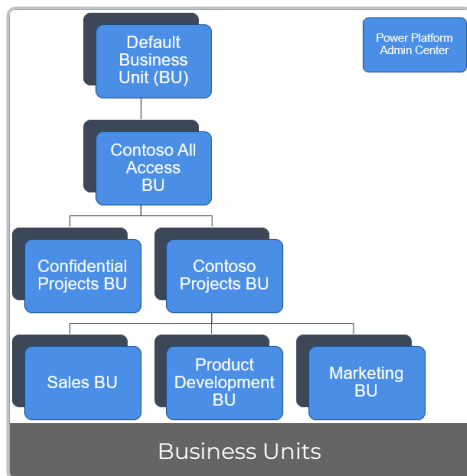 Default
Business
Unit (BU)
Power Platform
Admin Center
Contoso All
Access
BU
Confidential
Projects BU
Contoso
Projects BU
Sales BU
Product
Development
BU
Marketing
BU
Business Units